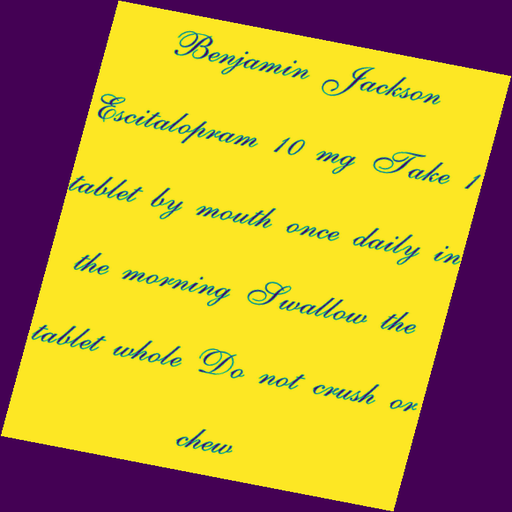 Benjamin Jackson
Escitalopram 10 mg Take 1
tablet by mouth once daily in
the morning Swallow the
tablet whole Do not crush or
chew